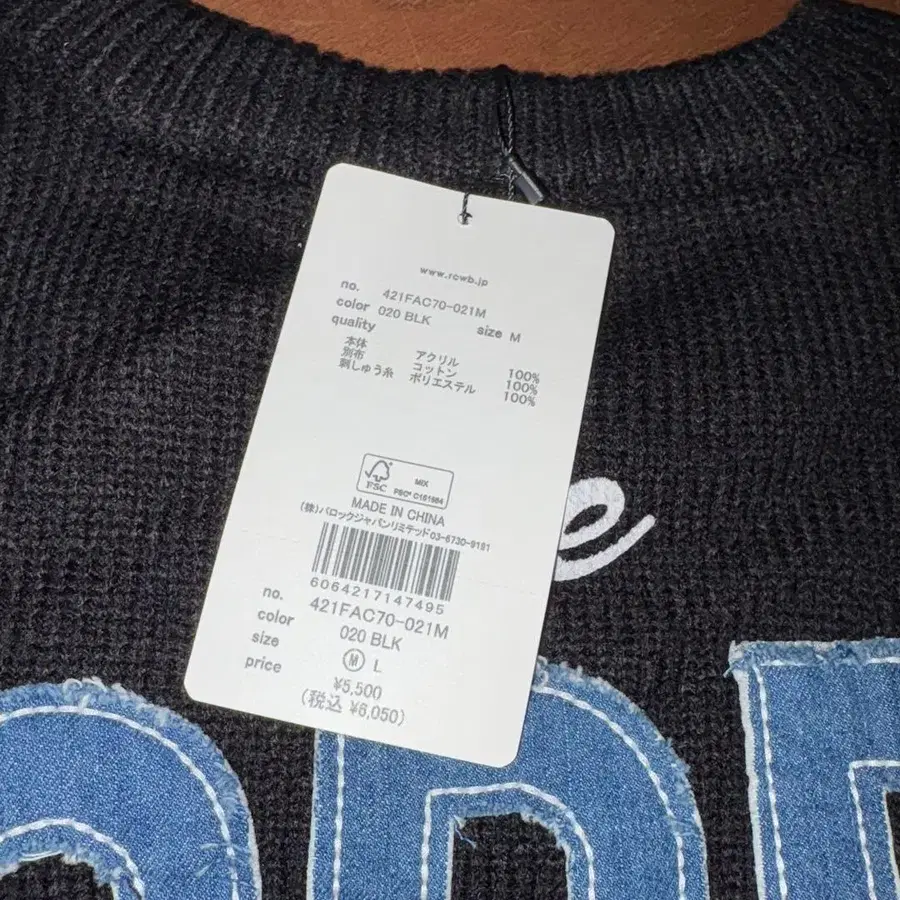 www.rcwb.jp
no. 421FAC70-021M
color 020 BLK size M
quality
本体 アクリル 100%
別布 コットン 100%
刺しゅう糸 ポリエステル 100%
FSC MIX
FSC® C161984
MADE IN CHINA
(株)バロックジャパンリミテッド03-6730-9191
6064217147495
no. 421FAC70-021M
color 020 BLK
size Ⓜ L
price ¥5,500
(税込 ¥6,050)